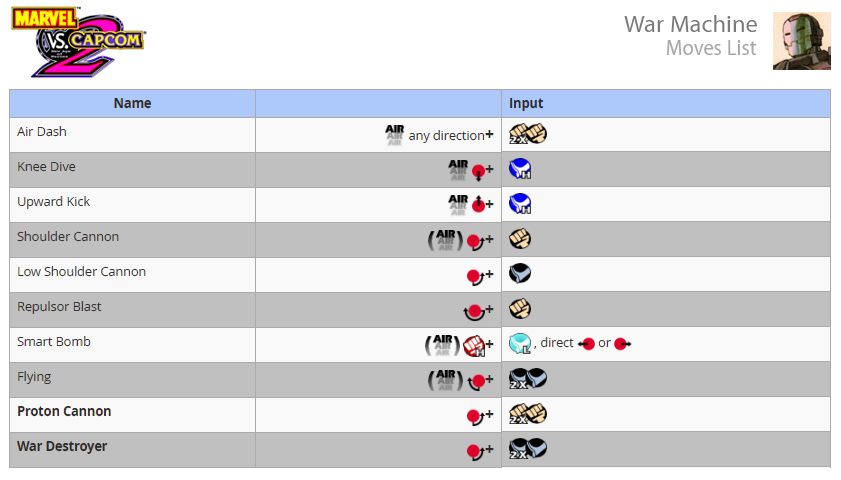 MARVEL
VS. CAPCOM
2
War Machine
Moves List
Name Input
Air Dash AIR any direction+ 2X
Knee Dive AIR + H
Upward Kick AIR + H
Shoulder Cannon (AIR) +
Low Shoulder Cannon +
Repulsor Blast +
Smart Bomb (AIR) H + L , direct or
Flying (AIR) + 2X
Proton Cannon + 2X
War Destroyer + 2X